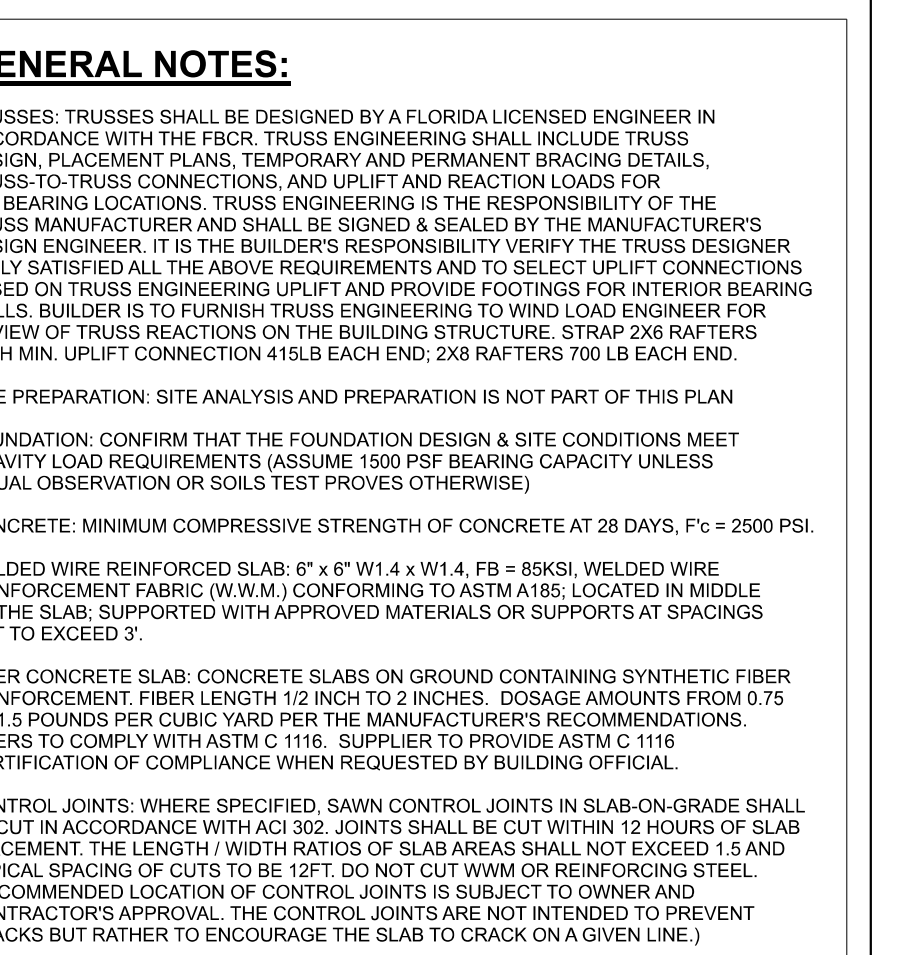 ENERAL NOTES:
USSES: TRUSSES SHALL BE DESIGNED BY A FLORIDA LICENSED ENGINEER IN
CORDANCE WITH THE FBCR. TRUSS ENGINEERING SHALL INCLUDE TRUSS
SIGN, PLACEMENT PLANS, TEMPORARY AND PERMANENT BRACING DETAILS,
USS-TO-TRUSS CONNECTIONS, AND UPLIFT AND REACTION LOADS FOR
BEARING LOCATIONS. TRUSS ENGINEERING IS THE RESPONSIBILITY OF THE
USS MANUFACTURER AND SHALL BE SIGNED & SEALED BY THE MANUFACTURER'S
SIGN ENGINEER. IT IS THE BUILDER'S RESPONSIBILITY VERIFY THE TRUSS DESIGNER
LY SATISFIED ALL THE ABOVE REQUIREMENTS AND TO SELECT UPLIFT CONNECTIONS
SED ON TRUSS ENGINEERING UPLIFT AND PROVIDE FOOTINGS FOR INTERIOR BEARING
LLS. BUILDER IS TO FURNISH TRUSS ENGINEERING TO WIND LOAD ENGINEER FOR
VIEW OF TRUSS REACTIONS ON THE BUILDING STRUCTURE. STRAP 2X6 RAFTERS
H MIN. UPLIFT CONNECTION 415LB EACH END; 2X8 RAFTERS 700 LB EACH END.
E PREPARATION: SITE ANALYSIS AND PREPARATION IS NOT PART OF THIS PLAN
UNDATION: CONFIRM THAT THE FOUNDATION DESIGN & SITE CONDITIONS MEET
AVITY LOAD REQUIREMENTS (ASSUME 1500 PSF BEARING CAPACITY UNLESS
UAL OBSERVATION OR SOILS TEST PROVES OTHERWISE)
NCRETE: MINIMUM COMPRESSIVE STRENGTH OF CONCRETE AT 28 DAYS, F'c = 2500 PSI.
LDED WIRE REINFORCED SLAB: 6" x 6" W1.4 x W1.4, FB = 85KSI, WELDED WIRE
NFORCEMENT FABRIC (W.W.M.) CONFORMING TO ASTM A185; LOCATED IN MIDDLE
THE SLAB; SUPPORTED WITH APPROVED MATERIALS OR SUPPORTS AT SPACINGS
T TO EXCEED 3'.
ER CONCRETE SLAB: CONCRETE SLABS ON GROUND CONTAINING SYNTHETIC FIBER
NFORCEMENT. FIBER LENGTH 1/2 INCH TO 2 INCHES. DOSAGE AMOUNTS FROM 0.75
1.5 POUNDS PER CUBIC YARD PER THE MANUFACTURER'S RECOMMENDATIONS.
ERS TO COMPLY WITH ASTM C 1116. SUPPLIER TO PROVIDE ASTM C 1116
RTIFICATION OF COMPLIANCE WHEN REQUESTED BY BUILDING OFFICIAL.
NTROL JOINTS: WHERE SPECIFIED, SAWN CONTROL JOINTS IN SLAB-ON-GRADE SHALL
CUT IN ACCORDANCE WITH ACI 302. JOINTS SHALL BE CUT WITHIN 12 HOURS OF SLAB
CEMENT. THE LENGTH / WIDTH RATIOS OF SLAB AREAS SHALL NOT EXCEED 1.5 AND
PICAL SPACING OF CUTS TO BE 12FT. DO NOT CUT WWM OR REINFORCING STEEL.
COMMENDED LOCATION OF CONTROL JOINTS IS SUBJECT TO OWNER AND
NTRACTOR'S APPROVAL. THE CONTROL JOINTS ARE NOT INTENDED TO PREVENT
ACKS BUT RATHER TO ENCOURAGE THE SLAB TO CRACK ON A GIVEN LINE.)